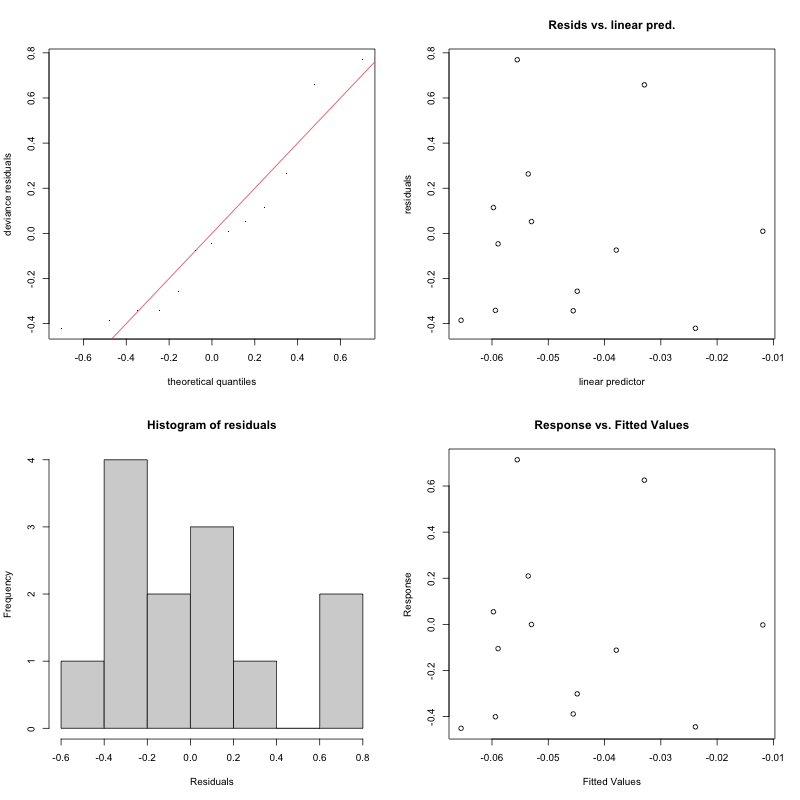 deviance residuals
0.8
0.6
0.4
0.2
0.0
-0.2
-0.4
-0.6 -0.4 -0.2 0.0 0.2 0.4 0.6
theoretical quantiles
Resids vs. linear pred.
residuals
0.8
0.6
0.4
0.2
0.0
-0.2
-0.4
-0.06 -0.05 -0.04 -0.03 -0.02 -0.01
linear predictor
Histogram of residuals
Frequency
4
3
2
1
0
-0.6 -0.4 -0.2 0.0 0.2 0.4 0.6 0.8
Residuals
Response vs. Fitted Values
Response
0.6
0.4
0.2
0.0
-0.2
-0.4
-0.06 -0.05 -0.04 -0.03 -0.02 -0.01
Fitted Values